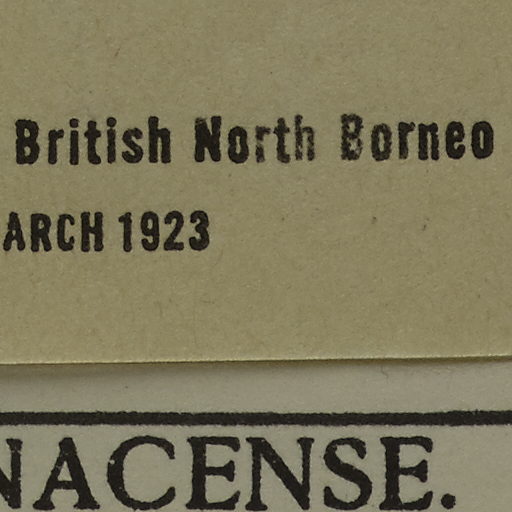 British North Borneo
ARCH 1923
NACENSE.